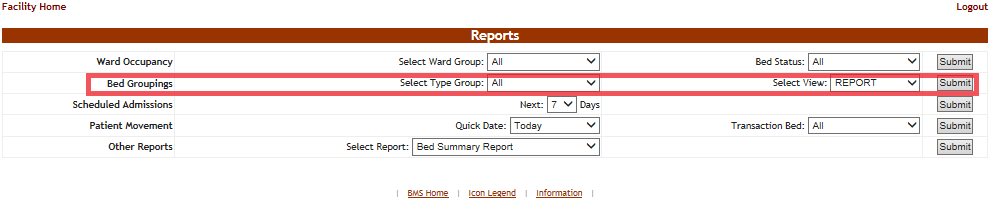 Facility Home Logout
Reports
Ward Occupancy Select Ward Group: All Bed Status: All Submit
Bed Groupings Select Type Group: All Select View: REPORT Submit
Scheduled Admissions Next: 7 Days Submit
Patient Movement Quick Date: Today Transaction Bed: All Submit
Other Reports Select Report: Bed Summary Report Submit
| BMS Home | Icon Legend | Information |